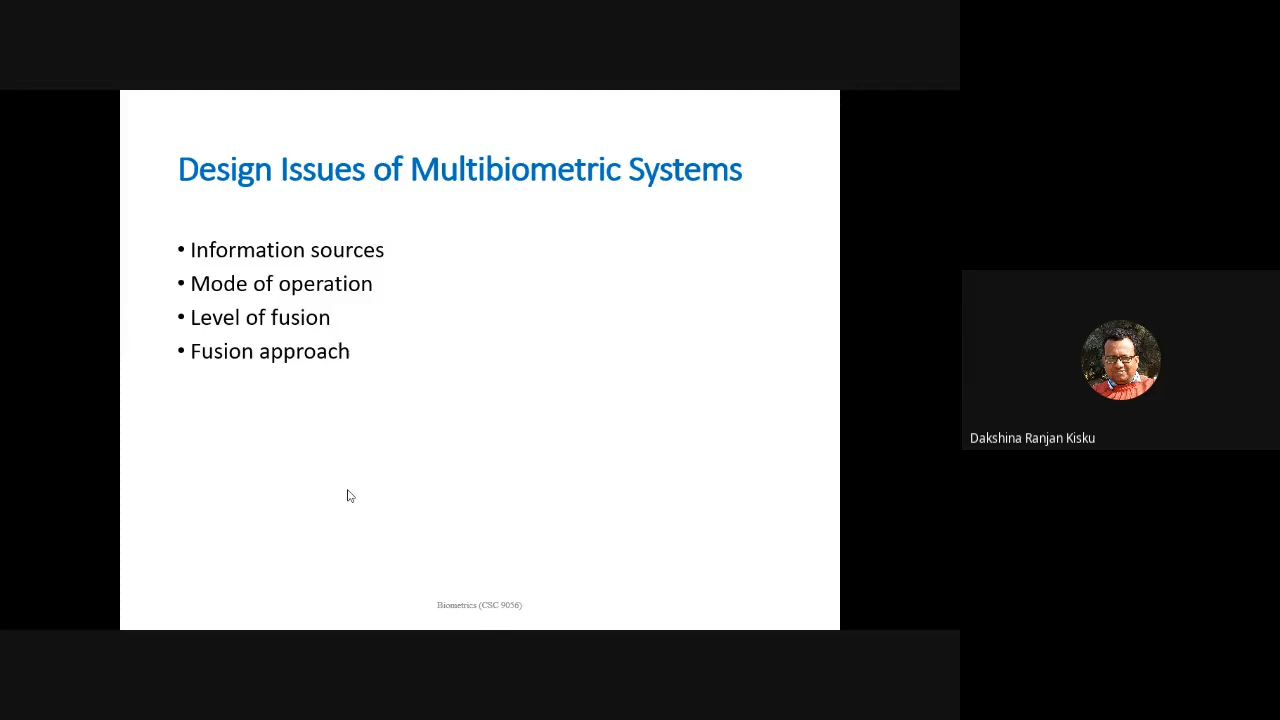 Design Issues of Multibiometric Systems
• Information sources
• Mode of operation
• Level of fusion
• Fusion approach
Biometrics (CSC 9056)
Dakshina Ranjan Kisku